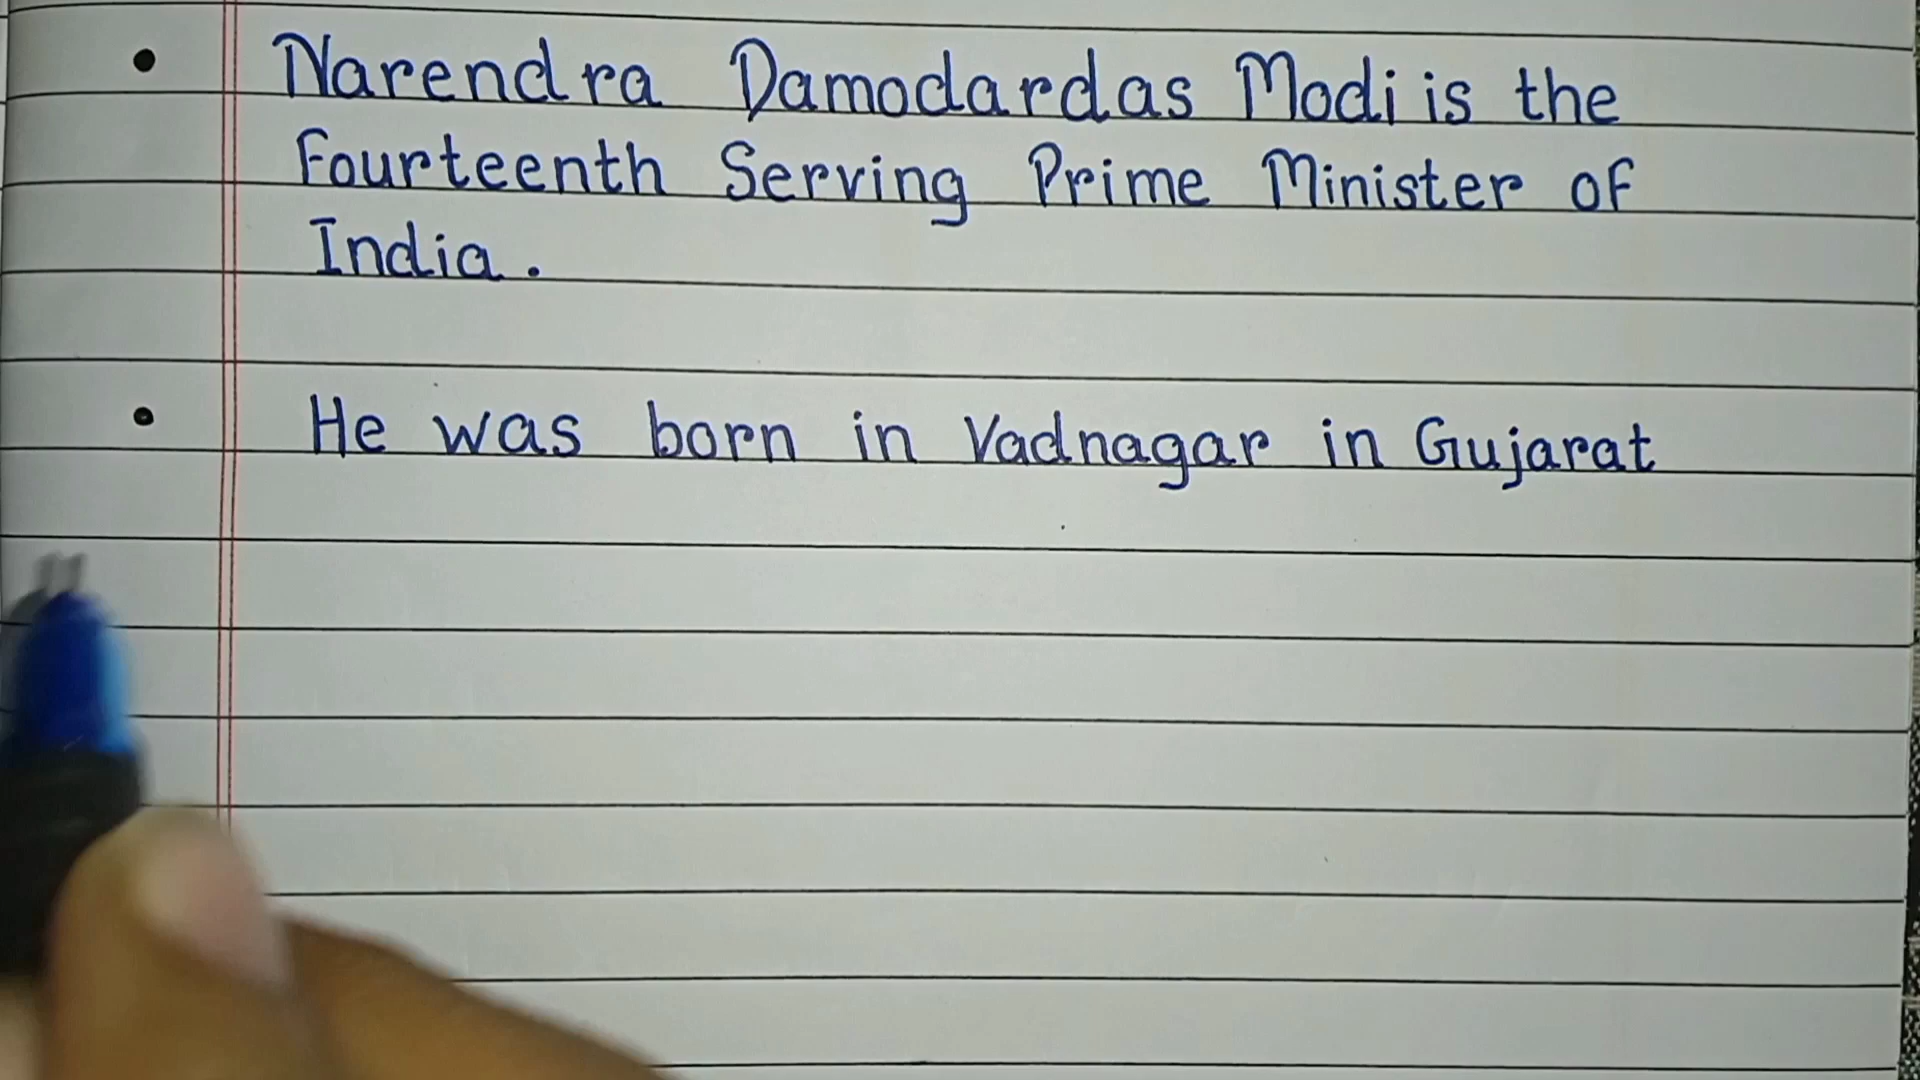 • Narendra Damodardas Modi is the
Fourteenth Serving Prime Minister of
India.
• He was born in Vadnagar in Gujarat